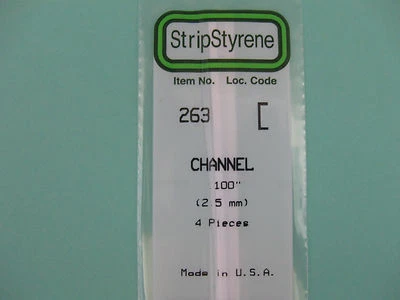 StripStyrene
Item No. Loc. Code
263
CHANNEL
.100"
(2.5 mm)
4 Pieces
Made in U.S.A.